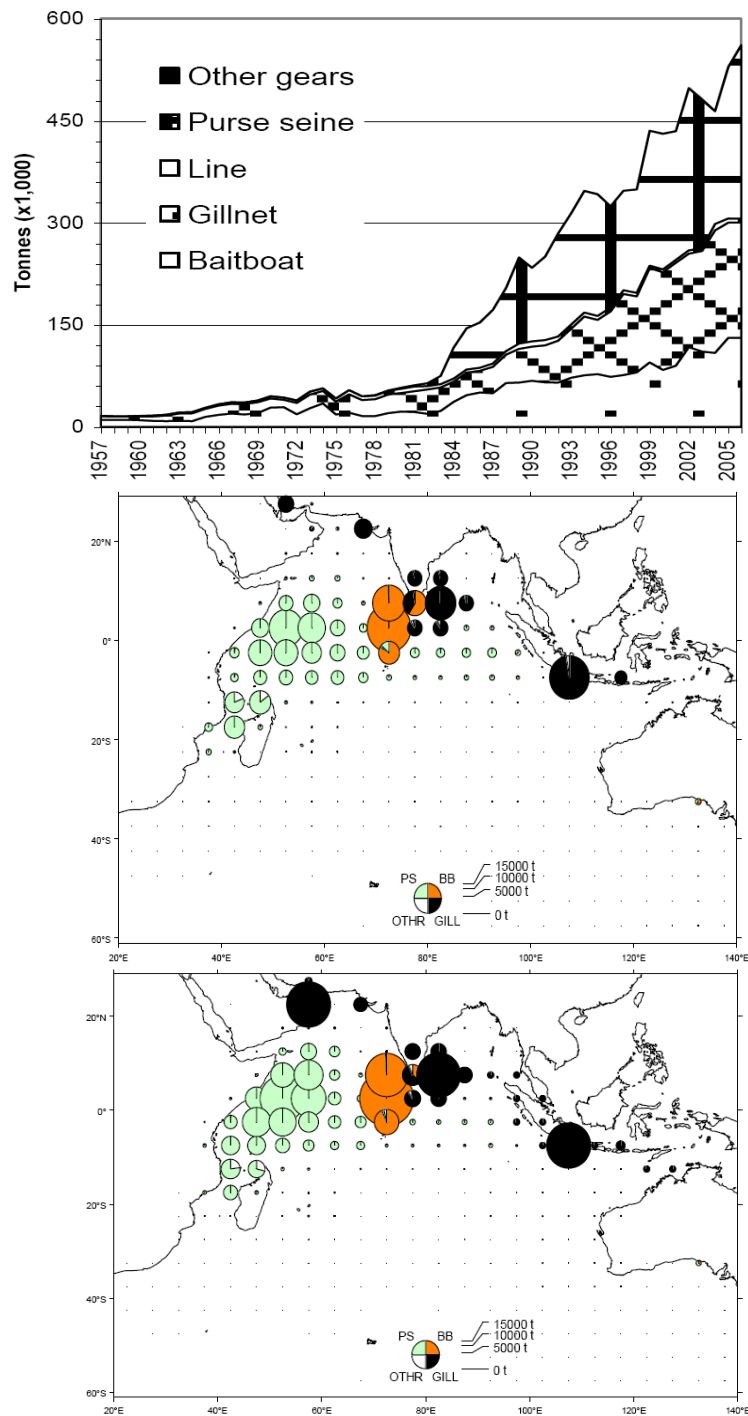 600
450
300
150
0
Tonnes (x1,000)
Other gears
Purse seine
Line
Gillnet
Baitboat
1957 1960 1963 1966 1969 1972 1975 1978 1981 1984 1987 1990 1993 1996 1999 2002 2005
20°N
0°
20°S
40°S
60°S
PS BB
OTHR GILL
15000 t
10000 t
5000 t
0 t
20°E 40°E 60°E 80°E 100°E 120°E 140°E
20°N
0°
20°S
40°S
60°S
PS BB
OTHR GILL
15000 t
10000 t
5000 t
0 t
20°E 40°E 60°E 80°E 100°E 120°E 140°E